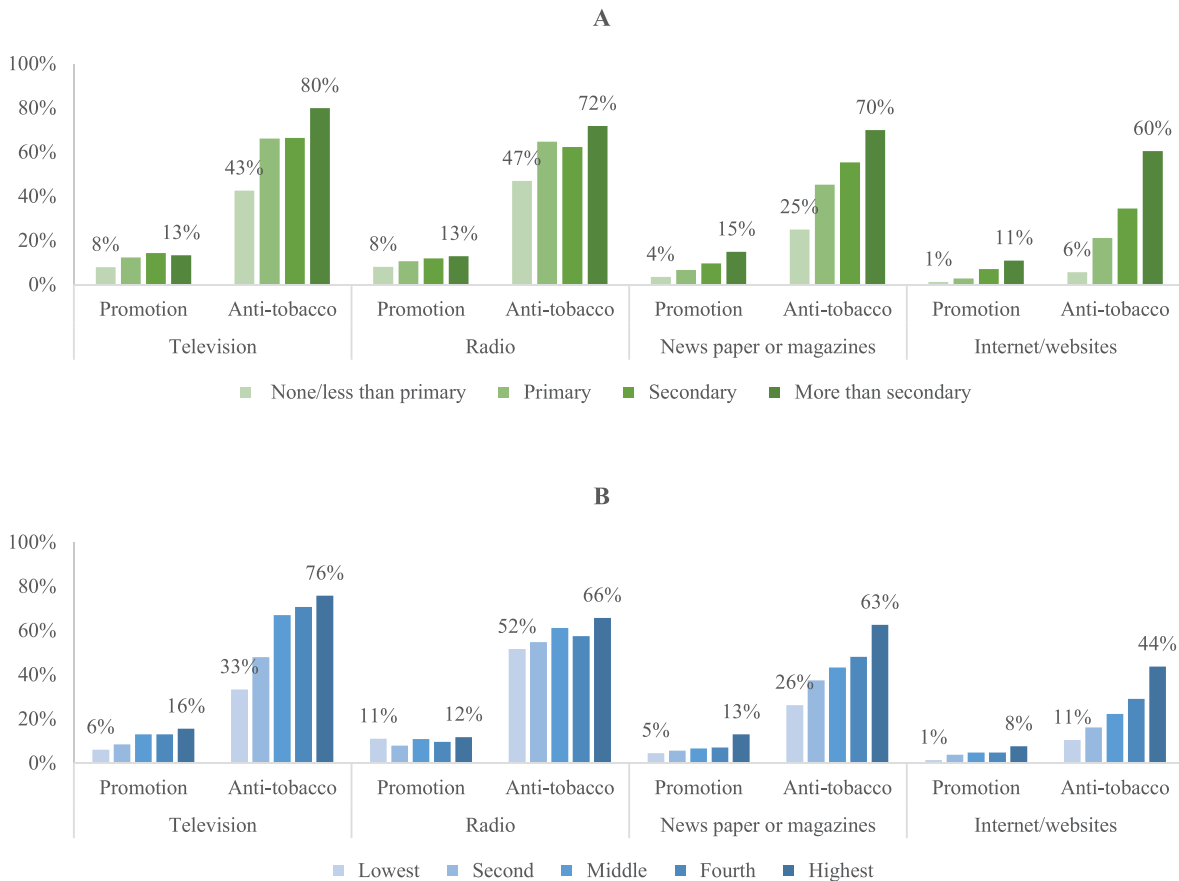 A
100%
80%
60%
40%
20%
0%
8% 13% 43% 80% 8% 13% 47% 72% 4% 15% 25% 70% 1% 11% 6% 60%
Promotion Anti-tobacco Promotion Anti-tobacco Promotion Anti-tobacco Promotion Anti-tobacco
Television Radio News paper or magazines Internet/websites
None/less than primary Primary Secondary More than secondary
B
100%
80%
60%
40%
20%
0%
6% 16% 33% 76% 11% 12% 52% 66% 5% 13% 26% 63% 1% 8% 11% 44%
Promotion Anti-tobacco Promotion Anti-tobacco Promotion Anti-tobacco Promotion Anti-tobacco
Television Radio News paper or magazines Internet/websites
Lowest Second Middle Fourth Highest